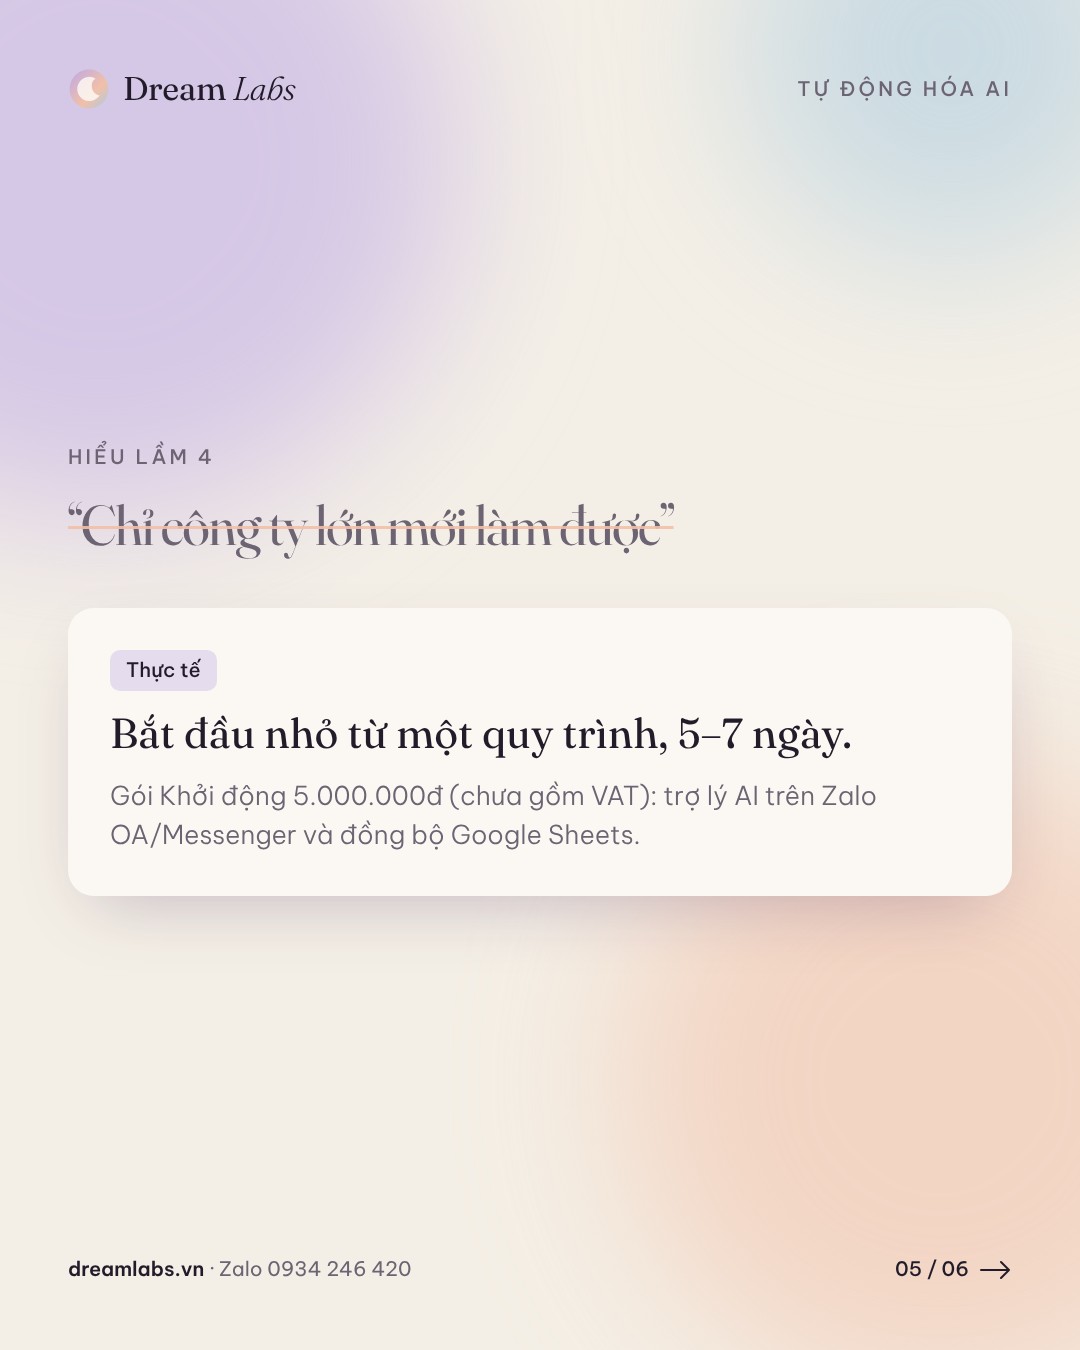 Dream Labs
TỰ ĐỘNG HÓA AI
HIỂU LẦM 4
“Chỉ công ty lớn mới làm được”
Thực tế
Bắt đầu nhỏ từ một quy trình, 5–7 ngày.
Gói Khởi động 5.000.000đ (chưa gồm VAT): trợ lý AI trên Zalo
OA/Messenger và đồng bộ Google Sheets.
dreamlabs.vn · Zalo 0934 246 420
05 / 06 →